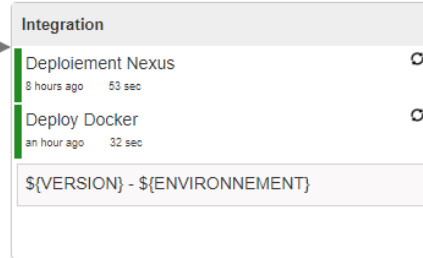 Integration
Deploiement Nexus
8 hours ago 53 sec
Deploy Docker
an hour ago 32 sec
${VERSION} - ${ENVIRONNEMENT}